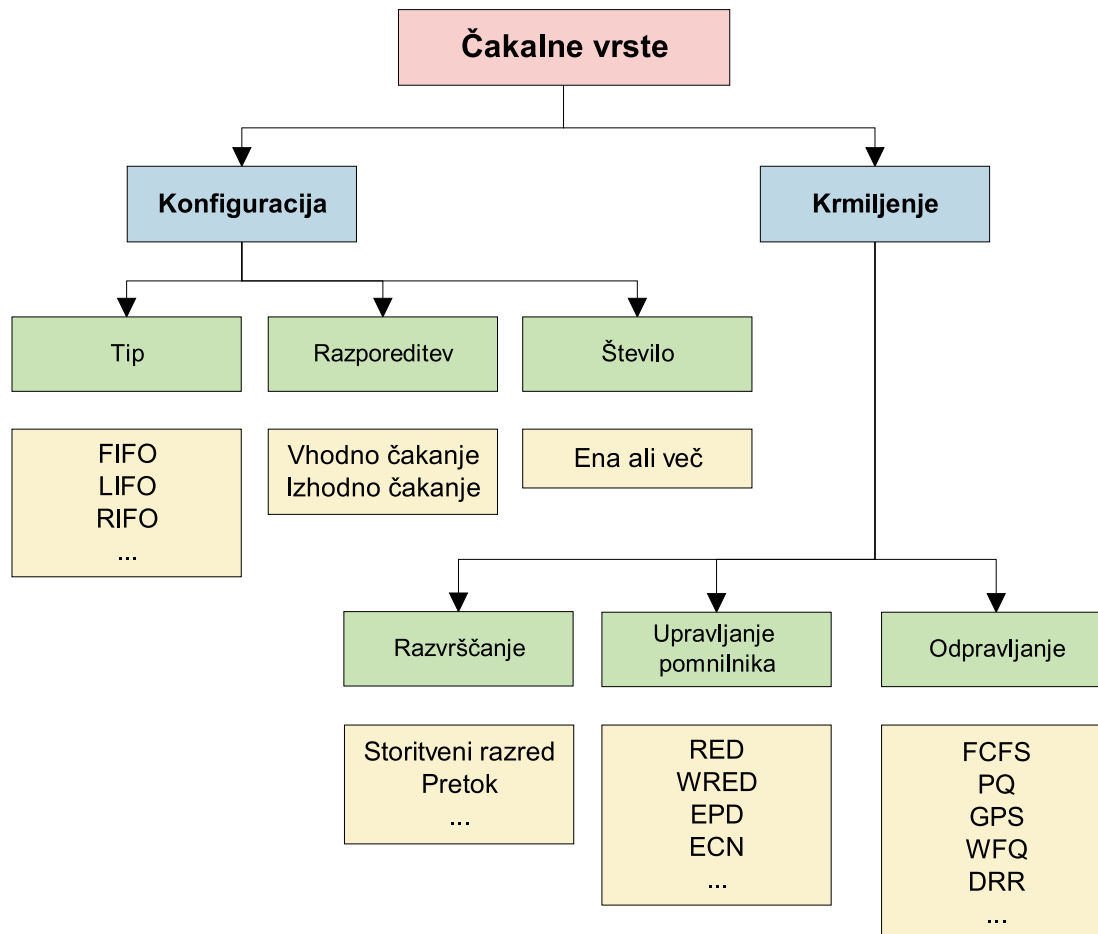 Čakalne vrste
Konfiguracija
Krmiljenje
Tip
Razporeditev
Število
FIFO
LIFO
RIFO
...
Vhodno čakanje
Izhodno čakanje
Ena ali več
Razvrščanje
Upravljanje
pomnilnika
Odpravljanje
Storitveni razred
Pretok
...
RED
WRED
EPD
ECN
...
FCFS
PQ
GPS
WFQ
DRR
...